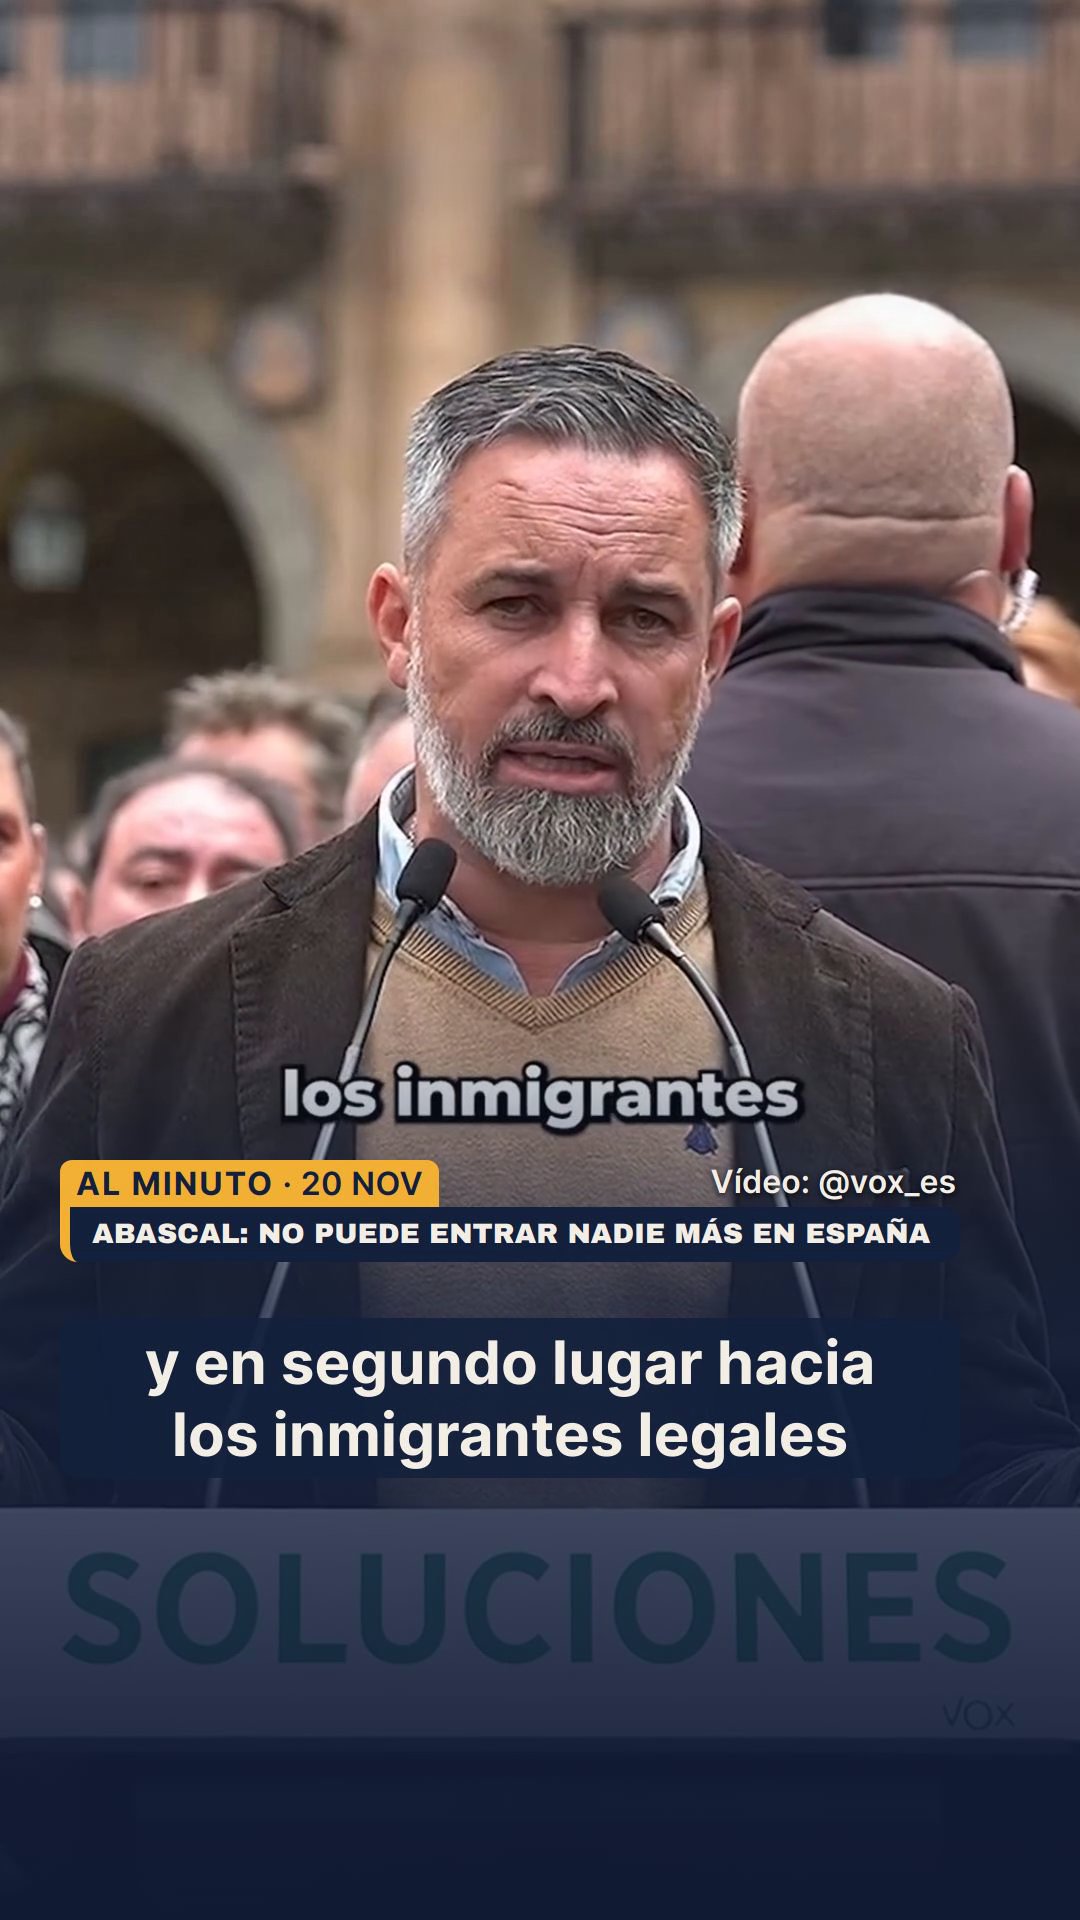 los inmigrantes
AL MINUTO · 20 NOV
Vídeo: @vox_es
ABASCAL: NO PUEDE ENTRAR NADIE MÁS EN ESPAÑA
y en segundo lugar hacia
los inmigrantes legales
SOLUCIONES
VOX